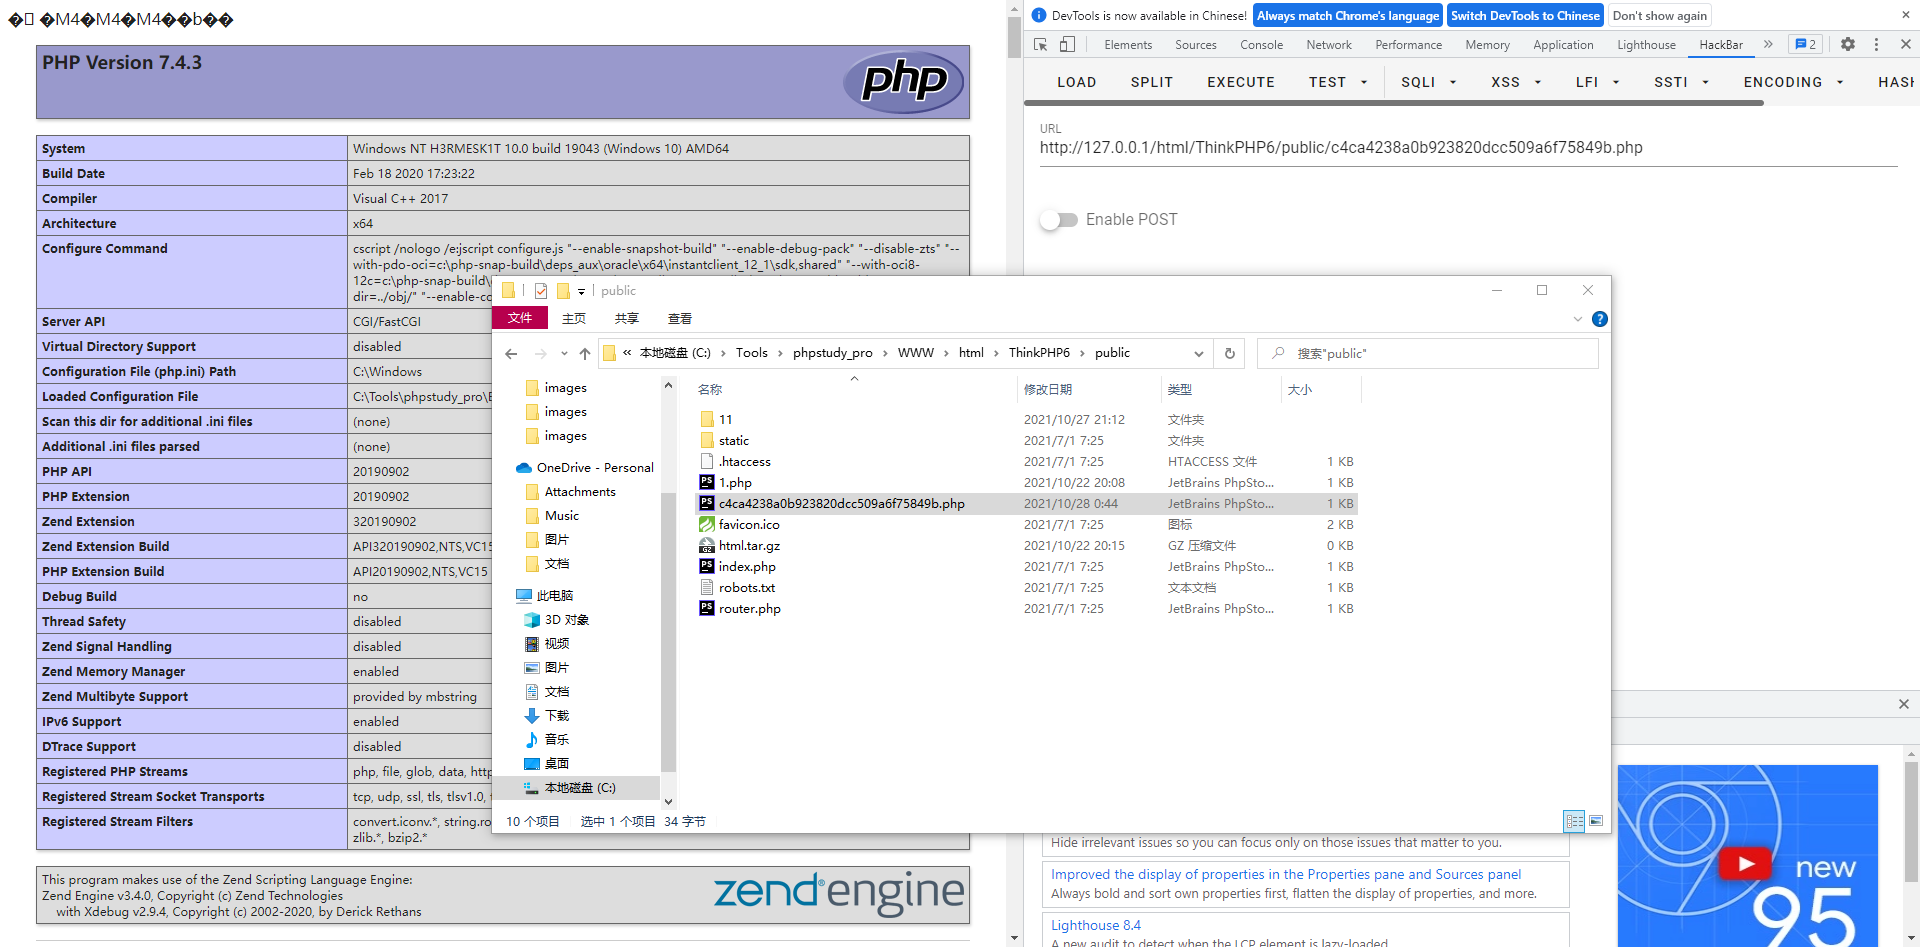 M4 M4 M4 b
PHP Version 7.4.3
php
System Windows NT H3RMESK1T 10.0 build 19043 (Windows 10) AMD64
Build Date Feb 18 2020 17:23:22
Compiler Visual C++ 2017
Architecture x64
Configure Command cscript /nologo /e:jscript configure.js "--enable-snapshot-build" "--enable-debug-pack" "--disable-zts" "--
with-pdo-oci=c:\php-snap-build\deps_aux\oracle\x64\instantclient_12_1\sdk,shared" "--with-oci8-
12c=c:\php-snap-build\
dir=../obj/" "--enable-co
Server API CGI/FastCGI
Virtual Directory Support disabled
Configuration File (php.ini) Path C:\Windows
Loaded Configuration File C:\Tools\phpstudy_pro\E
Scan this dir for additional .ini files (none)
Additional .ini files parsed (none)
PHP API 20190902
PHP Extension 20190902
Zend Extension 320190902
Zend Extension Build API320190902,NTS,VC15
PHP Extension Build API20190902,NTS,VC15
Debug Build no
Thread Safety disabled
Zend Signal Handling disabled
Zend Memory Manager enabled
Zend Multibyte Support provided by mbstring
IPv6 Support enabled
DTrace Support disabled
Registered PHP Streams php, file, glob, data, http
Registered Stream Socket Transports tcp, udp, ssl, tls, tlsv1.0,
Registered Stream Filters convert.iconv.*, string.ro
zlib.*, bzip2.*
This program makes use of the Zend Scripting Language Engine:
Zend Engine v3.4.0, Copyright (c) Zend Technologies
with Xdebug v2.9.4, Copyright (c) 2002-2020, by Derick Rethans
zend engine
DevTools is now available in Chinese! Always match Chrome's language Switch DevTools to Chinese Don't show again
Elements Sources Console Network Performance Memory Application Lighthouse HackBar » 2
LOAD SPLIT EXECUTE TEST SQLI XSS LFI SSTI ENCODING HASH
URL
http://127.0.0.1/html/ThinkPHP6/public/c4ca4238a0b923820dcc509a6f75849b.php
Enable POST
public
文件 主页 共享 查看
« 本地磁盘 (C:) › Tools › phpstudy_pro › WWW › html › ThinkPHP6 › public
搜索"public"
images
images
images
OneDrive - Personal
Attachments
Music
图片
文档
此电脑
3D 对象
视频
图片
文档
下载
音乐
桌面
本地磁盘 (C:)
名称 修改日期 类型 大小
11 2021/10/27 21:12 文件夹
static 2021/7/1 7:25 文件夹
.htaccess 2021/7/1 7:25 HTACCESS 文件 1 KB
1.php 2021/10/22 20:08 JetBrains PhpSto... 1 KB
c4ca4238a0b923820dcc509a6f75849b.php 2021/10/28 0:44 JetBrains PhpSto... 1 KB
favicon.ico 2021/7/1 7:25 图标 2 KB
html.tar.gz 2021/10/22 20:15 GZ 压缩文件 0 KB
index.php 2021/7/1 7:25 JetBrains PhpSto... 1 KB
robots.txt 2021/7/1 7:25 文本文档 1 KB
router.php 2021/7/1 7:25 JetBrains PhpSto... 1 KB
10 个项目 选中 1 个项目 34 字节
Hide irrelevant issues so you can focus only on those issues that matter to you.
Improved the display of properties in the Properties pane and Sources panel
Always bold and sort own properties first, flatten the display of properties, and more.
Lighthouse 8.4
A new audit to detect when the LCP element is lazy-loaded
new
95